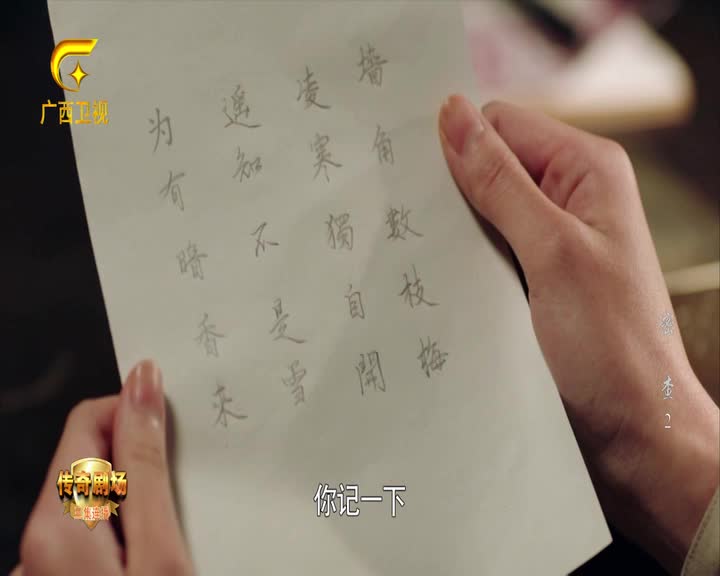 广西卫视
墙角数枝梅
凌寒獨自開
遥知不是雪
为有暗香来
查2
传奇剧场
你记一下